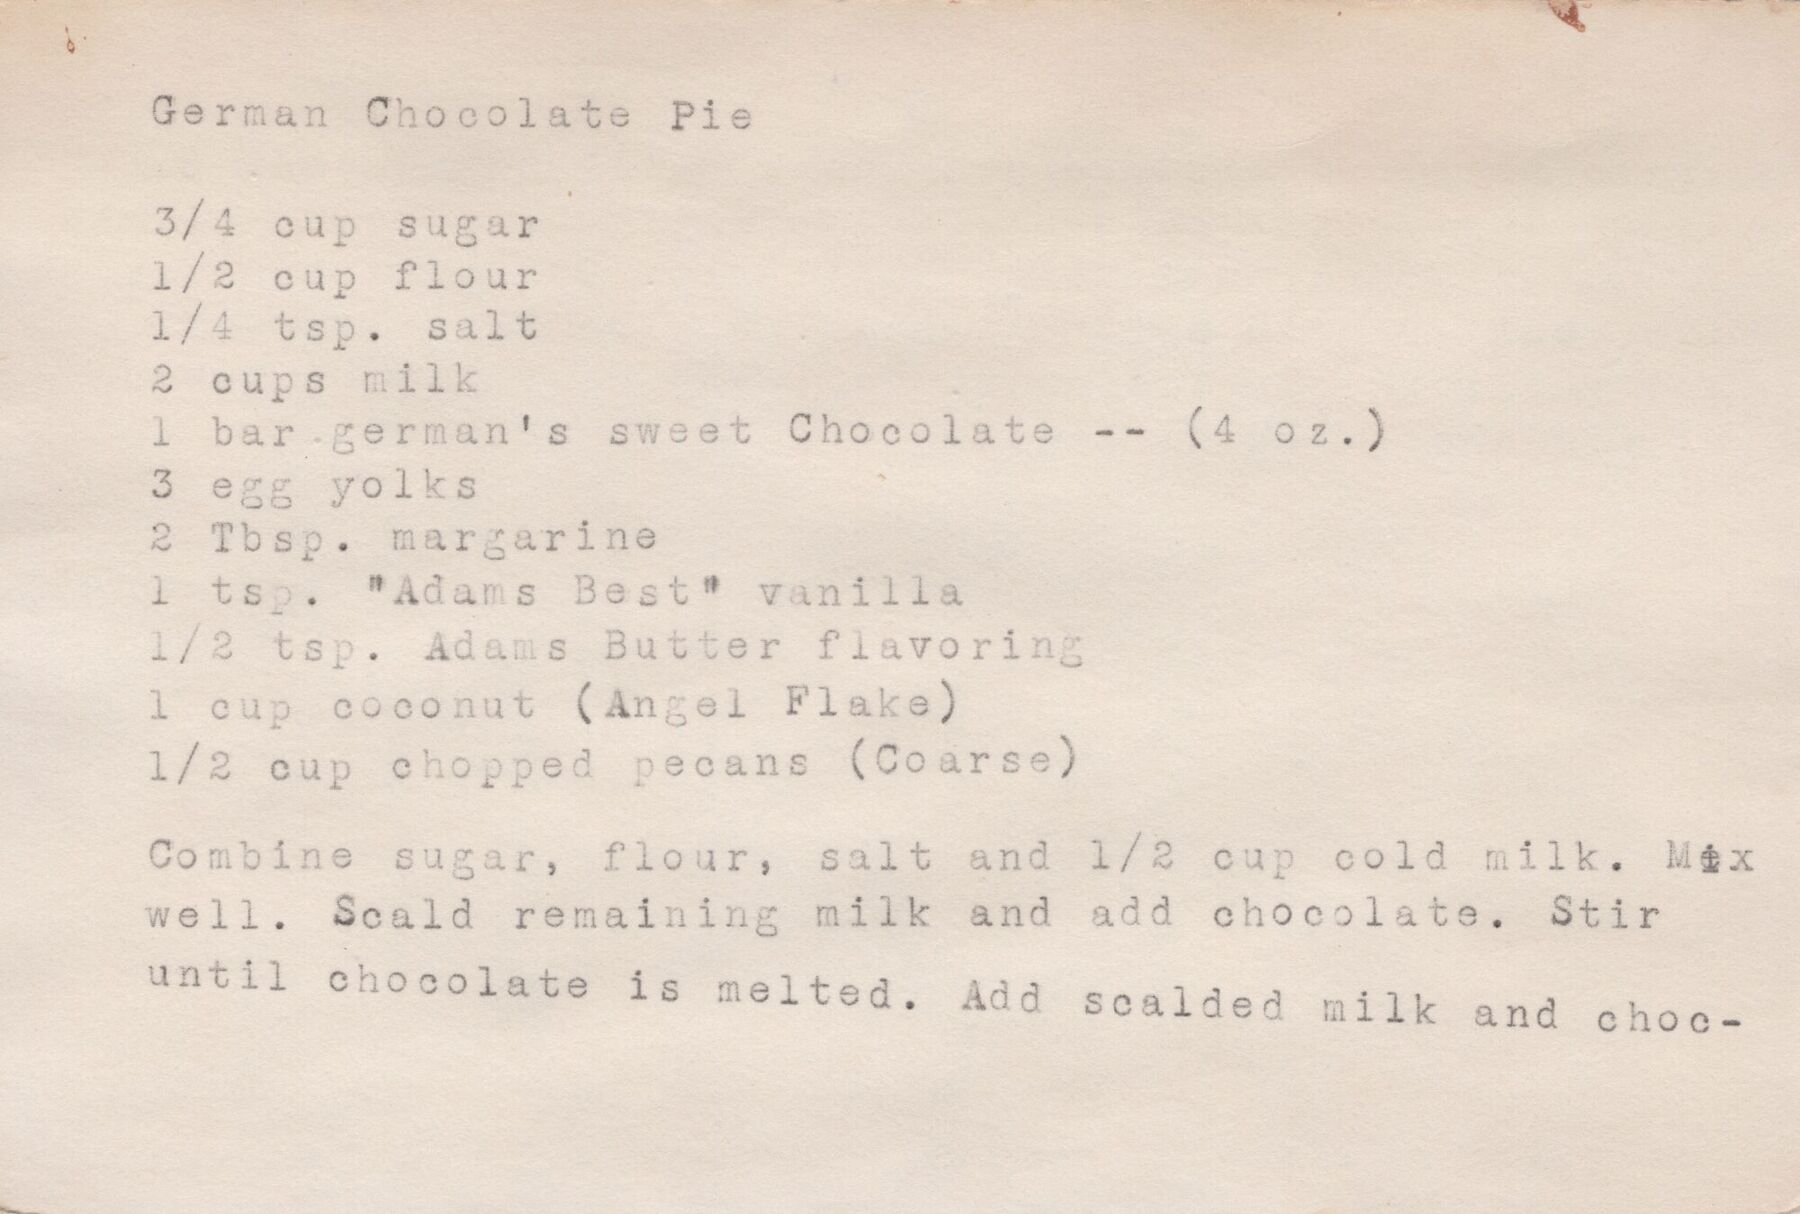 German Chocolate Pie
3/4 cup sugar
1/2 cup flour
1/4 tsp. salt
2 cups milk
1 bar german's sweet Chocolate -- (4 oz.)
3 egg yolks
2 Tbsp. margarine
1 tsp. "Adams Best" vanilla
1/2 tsp. Adams Butter flavoring
1 cup coconut (Angel Flake)
1/2 cup chopped pecans (Coarse)
Combine sugar, flour, salt and 1/2 cup cold milk. Mix
well. Scald remaining milk and add chocolate. Stir
until chocolate is melted. Add scalded milk and choc-